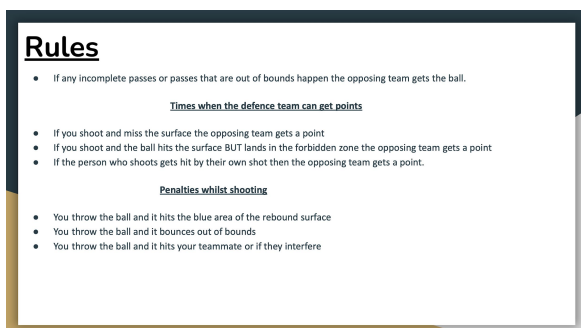 Rules
● If any incomplete passes or passes that are out of bounds happen the opposing team gets the ball.
Times when the defence team can get points
● If you shoot and miss the surface the opposing team gets a point
● If you shoot and the ball hits the surface BUT lands in the forbidden zone the opposing team gets a point
● If the person who shoots gets hit by their own shot then the opposing team gets a point.
Penalties whilst shooting
● You throw the ball and it hits the blue area of the rebound surface
● You throw the ball and it bounces out of bounds
● You throw the ball and it hits your teammate or if they interfere